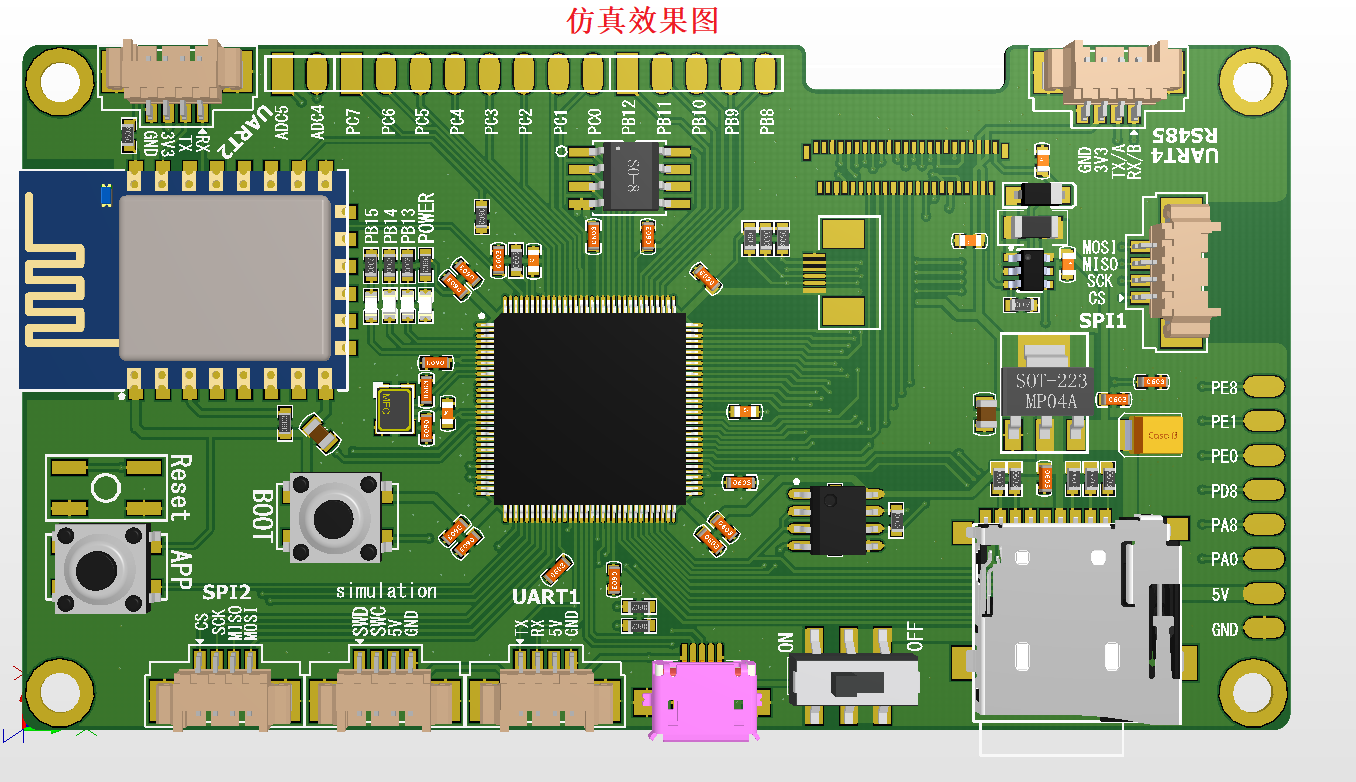 仿真效果图
UART2
GND
3V3
TX
RX
ADC5
ADC4
PC7
PC6
PC5
PC4
PC3
PC2
PC1
PC0
PB12
PB11
PB10
PB9
PB8
RS485
UART4
GND
3V3
TX/A
RX/B
SO-8
PB15
PB14
PB13
POWER
MOSI
MISO
SCK
CS
SPI1
SOT-223
MP04A
PE8
PE1
PE0
PD8
PA8
PA0
5V
GND
Reset
BOOT
APP
SPI2
CS
SCK
MISO
MOSI
simulation
SWD
SWC
5V
GND
UART1
TX
RX
5V
GND
ON
OFF